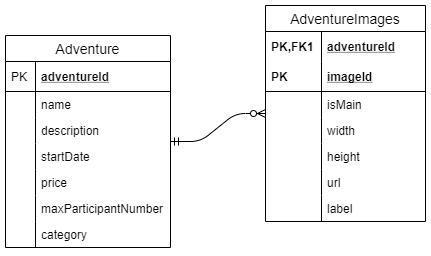 Adventure
PK adventureId
name
description
startDate
price
maxParticipantNumber
category
AdventureImages
PK,FK1 adventureId
PK imageId
isMain
width
height
url
label